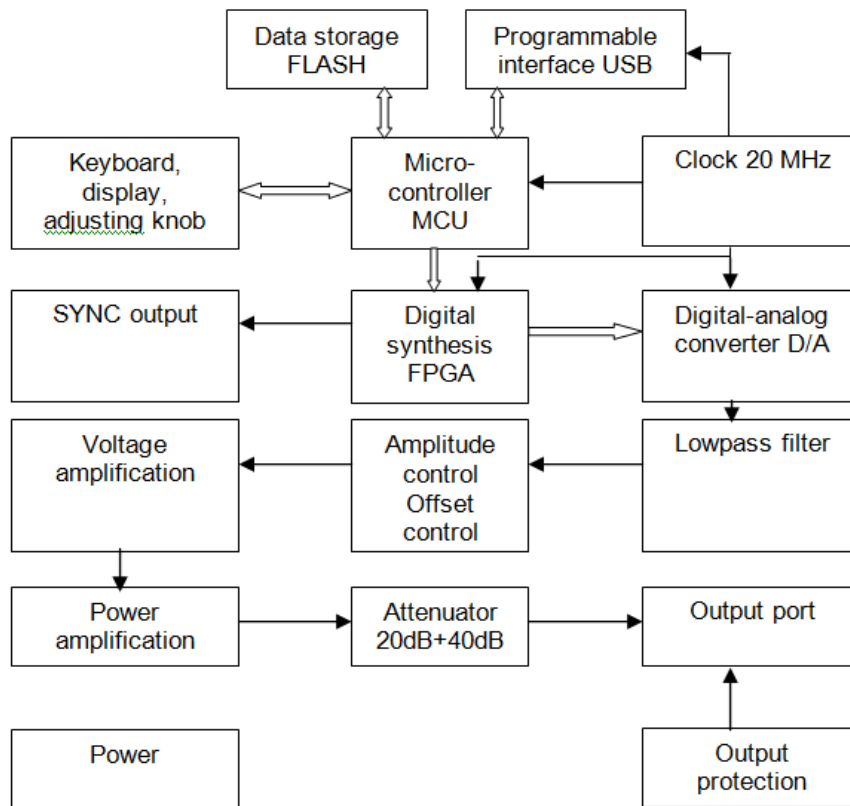 Data storage
FLASH
Programmable
interface USB
Keyboard,
display,
adjusting knob
Micro-
controller
MCU
Clock 20 MHz
SYNC output
Digital
synthesis
FPGA
Digital-analog
converter D/A
Voltage
amplification
Amplitude
control
Offset
control
Lowpass filter
Power
amplification
Attenuator
20dB+40dB
Output port
Power
Output
protection